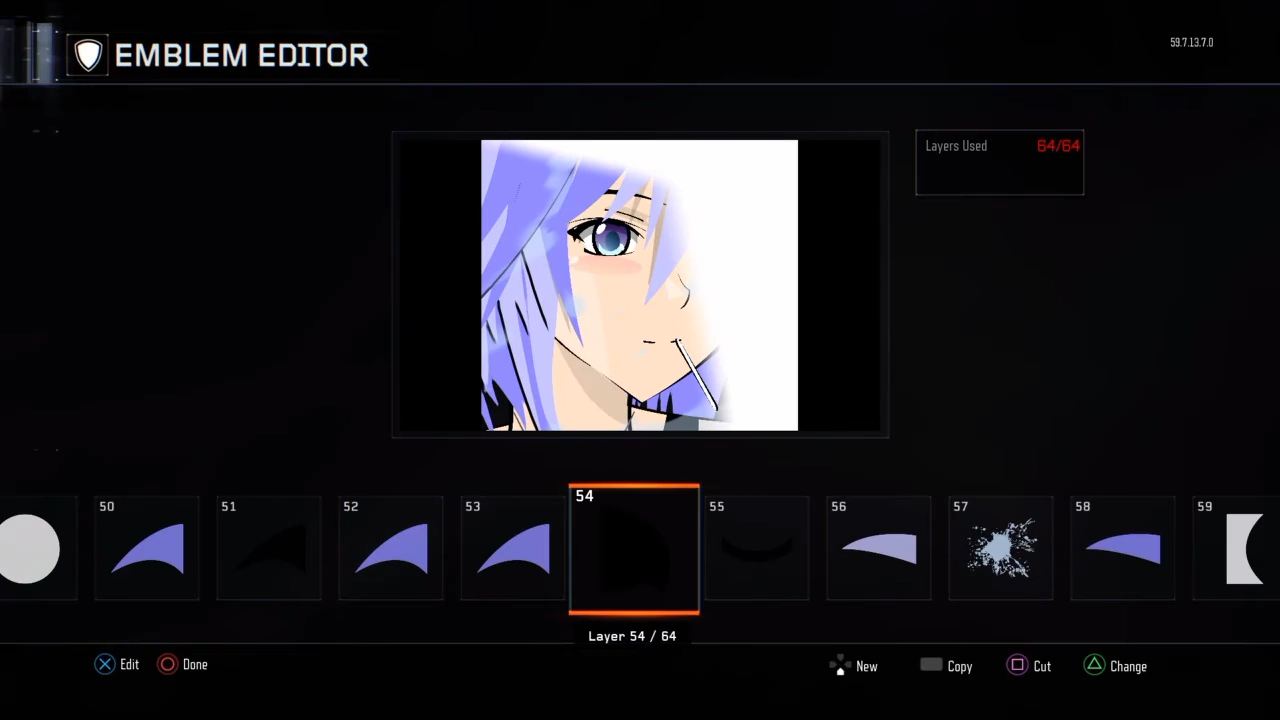 EMBLEM EDITOR
59.7.13.7.0
Layers Used 64/64
50 51 52 53 54 55 56 57 58 59
Layer 54 / 64
Edit Done New Copy Cut Change